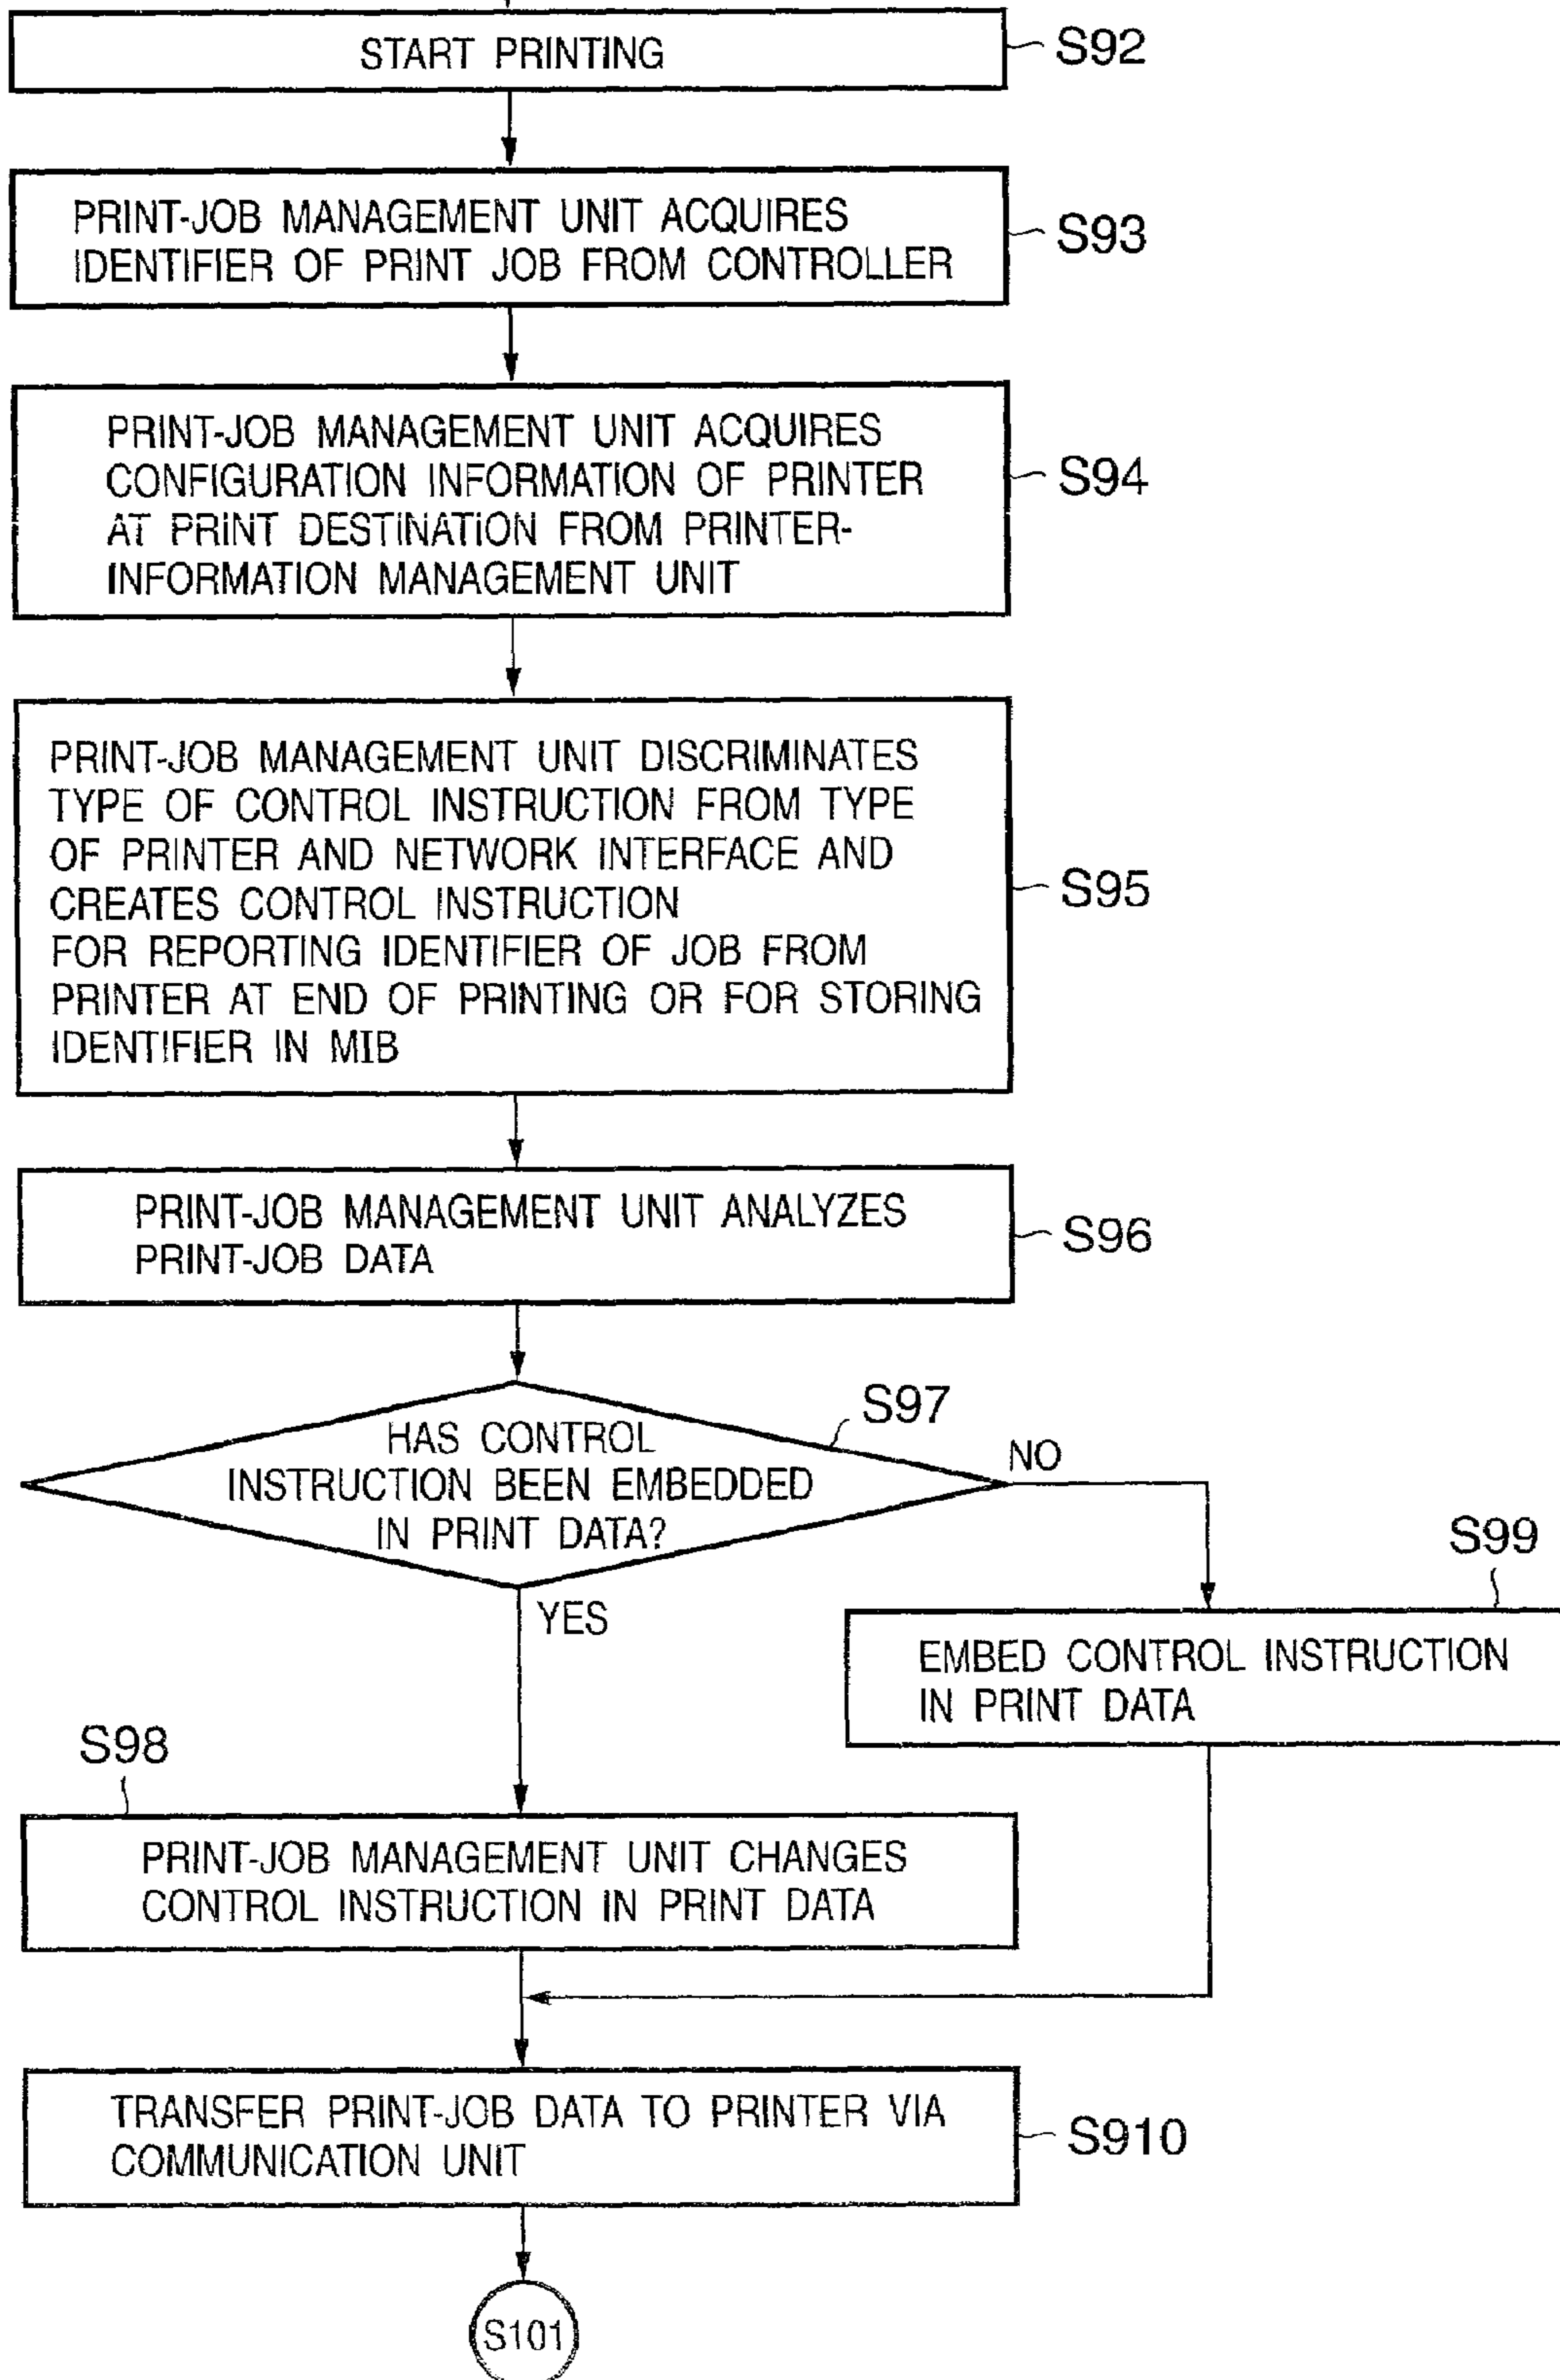 START PRINTING
S92
PRINT-JOB MANAGEMENT UNIT ACQUIRES
IDENTIFIER OF PRINT JOB FROM CONTROLLER
S93
PRINT-JOB MANAGEMENT UNIT ACQUIRES
CONFIGURATION INFORMATION OF PRINTER
AT PRINT DESTINATION FROM PRINTER-
INFORMATION MANAGEMENT UNIT
S94
PRINT-JOB MANAGEMENT UNIT DISCRIMINATES
TYPE OF CONTROL INSTRUCTION FROM TYPE
OF PRINTER AND NETWORK INTERFACE AND
CREATES CONTROL INSTRUCTION
FOR REPORTING IDENTIFIER OF JOB FROM
PRINTER AT END OF PRINTING OR FOR STORING
IDENTIFIER IN MIB
S95
PRINT-JOB MANAGEMENT UNIT ANALYZES
PRINT-JOB DATA
S96
S97
HAS CONTROL
INSTRUCTION BEEN EMBEDDED
IN PRINT DATA?
NO
YES
S99
EMBED CONTROL INSTRUCTION
IN PRINT DATA
S98
PRINT-JOB MANAGEMENT UNIT CHANGES
CONTROL INSTRUCTION IN PRINT DATA
TRANSFER PRINT-JOB DATA TO PRINTER VIA
COMMUNICATION UNIT
S910
S101